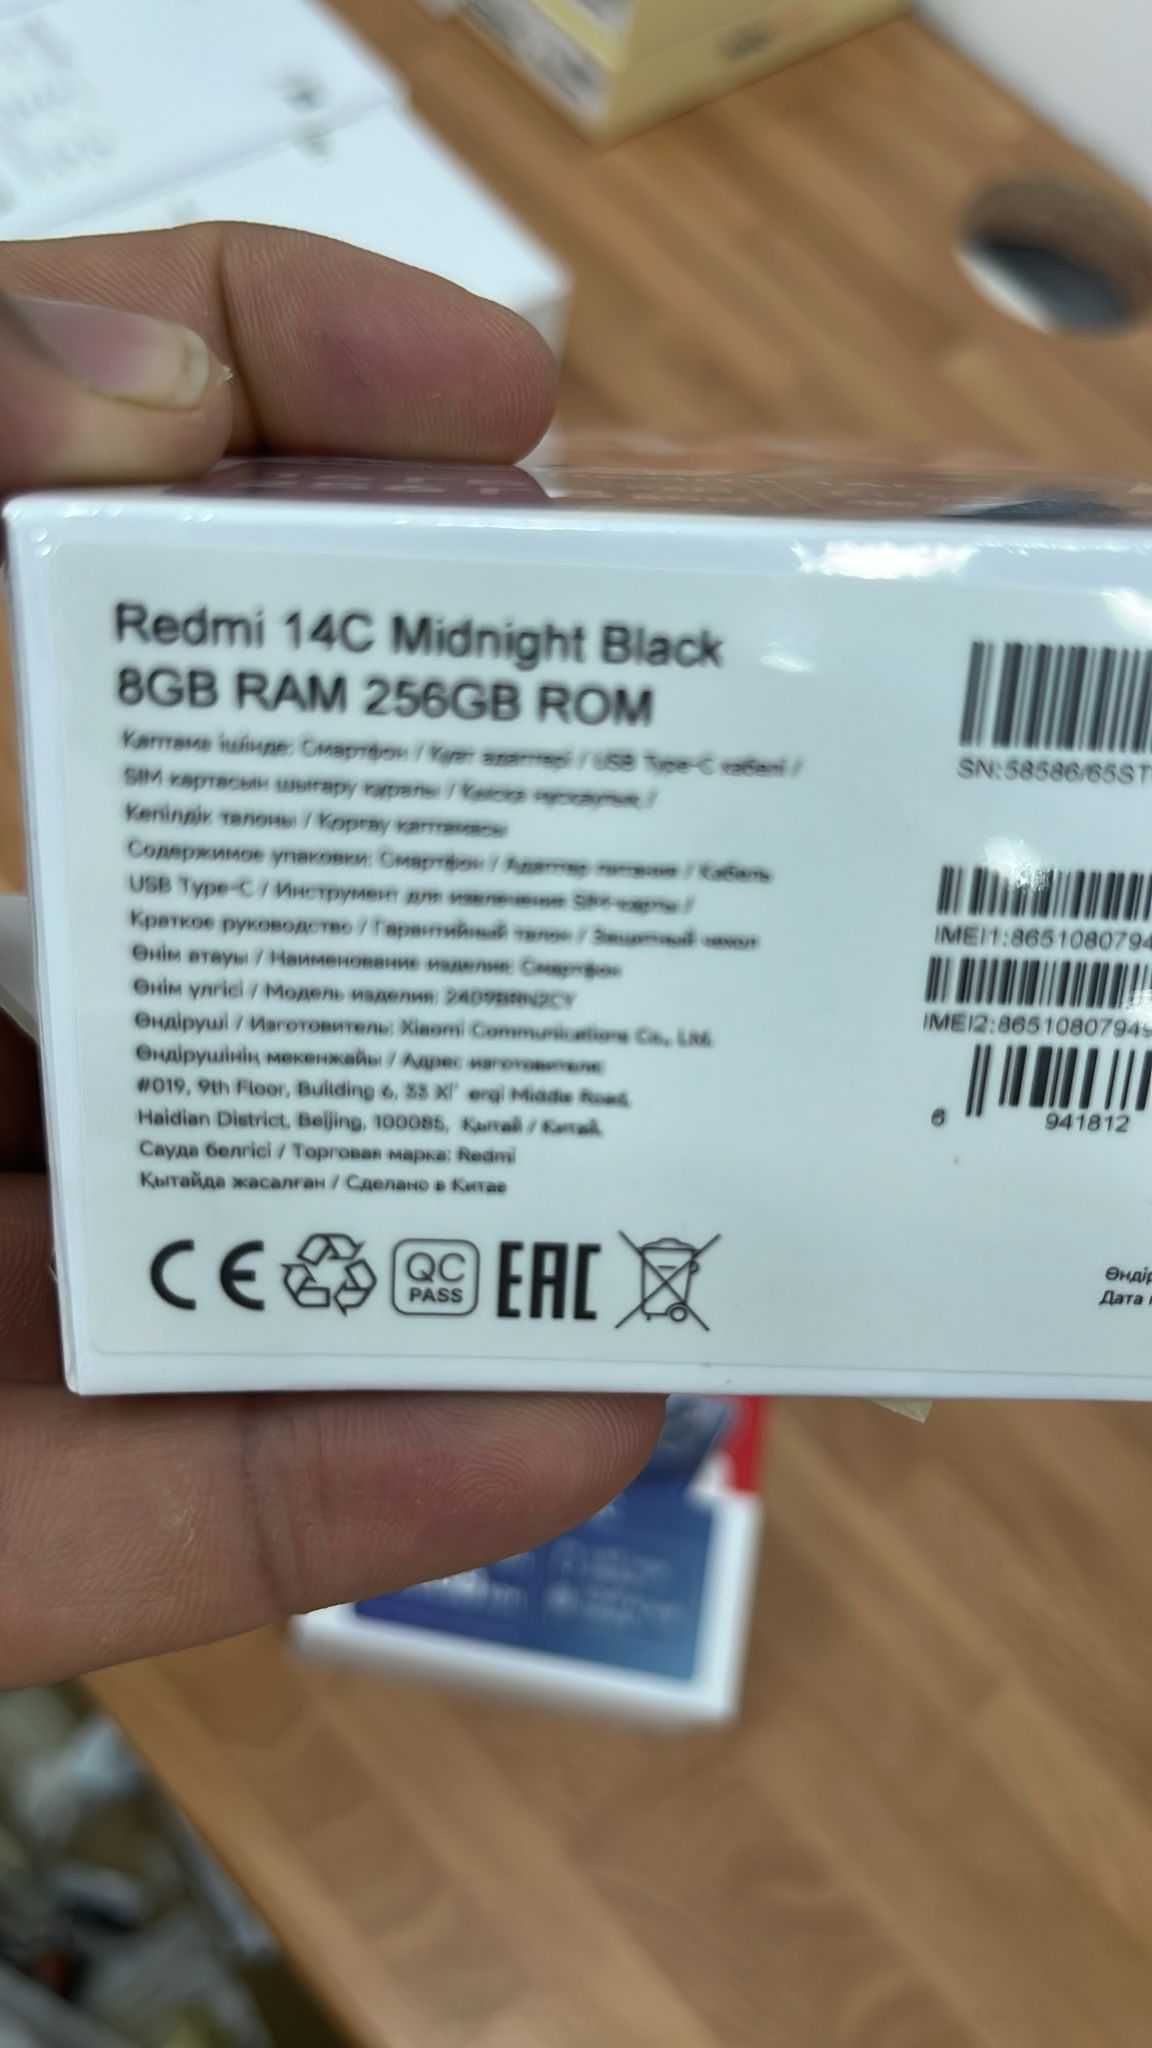 Redmi 14C Midnight Black
8GB RAM 256GB ROM
Қаптама ішінде: Смартфон / Қуат адаптері / USB Type-C кабелі /
SIM картасын шығару құралы / Қысқа нұсқаулық /
Кепілдік талоны / Қорғау қаптамасы
Содержимое упаковки: Смартфон / Адаптер питания / Кабель
USB Type-C / Инструмент для извлечения SIM-карты /
Краткое руководство / Гарантийный талон / Защитный чехол
Өнім атауы / Наименование изделия: Смартфон
Өнім үлгісі / Модель изделия: 2409BRN2CY
Өндіруші / Изготовитель: Xiaomi Communications Co., Ltd.
Өндірушінің мекенжайы / Адрес изготовителя:
#019, 9th Floor, Building 6, 33 Xi' erqi Middle Road,
Haidian District, Beijing, 100085, Қытай / Китай.
Сауда белгісі / Торговая марка: Redmi
Қытайда жасалған / Сделано в Китае
CE
QC
PASS
EAC
SN:58586/65ST
IMEI1:8651080794
IMEI2:86510807949
6 941812
Өндір
Дата